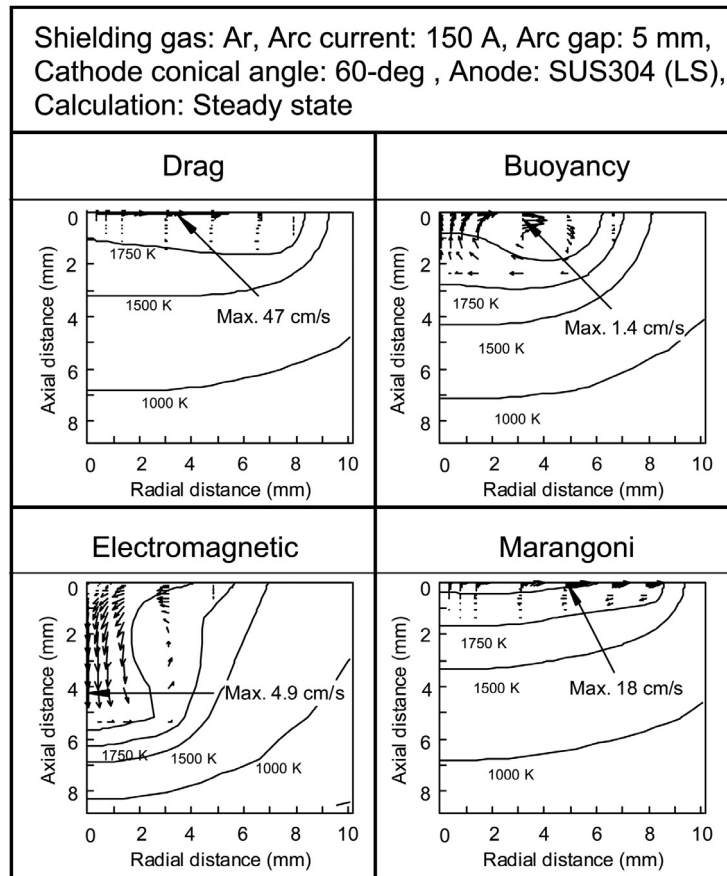 Shielding gas: Ar, Arc current: 150 A, Arc gap: 5 mm,
Cathode conical angle: 60-deg , Anode: SUS304 (LS),
Calculation: Steady state
Drag
Axial distance (mm)
0
2
4
6
8
1750 K
1500 K
Max. 47 cm/s
1000 K
0 2 4 6 8 10
Radial distance (mm)
Buoyancy
Axial distance (mm)
0
2
4
6
8
1750 K
Max. 1.4 cm/s
1500 K
1000 K
0 2 4 6 8 10
Radial distance (mm)
Electromagnetic
Axial distance (mm)
0
2
4
6
8
Max. 4.9 cm/s
1750 K
1500 K
1000 K
0 2 4 6 8 10
Radial distance (mm)
Marangoni
Axial distance (mm)
0
2
4
6
8
1750 K
1500 K
Max. 18 cm/s
1000 K
0 2 4 6 8 10
Radial distance (mm)